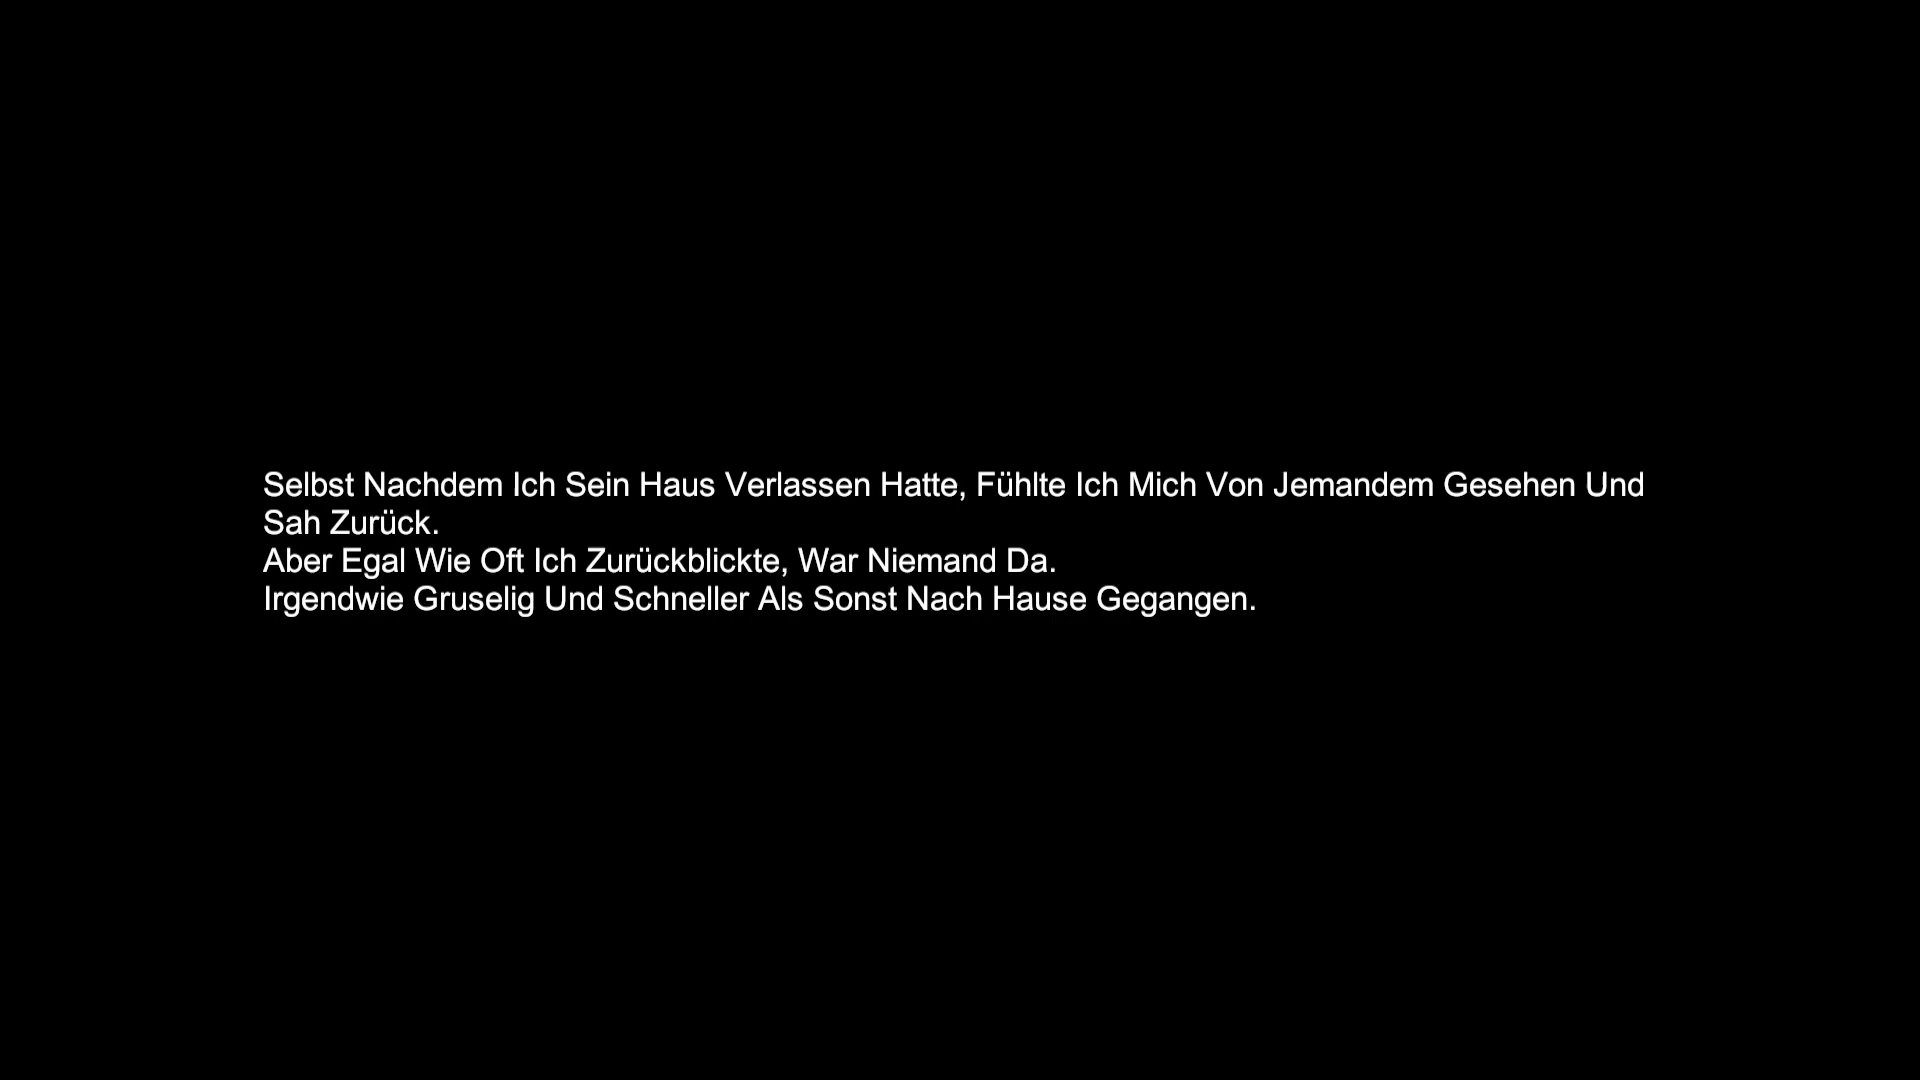 Selbst Nachdem Ich Sein Haus Verlassen Hatte, Fühlte Ich Mich Von Jemandem Gesehen Und
Sah Zurück.
Aber Egal Wie Oft Ich Zurückblickte, War Niemand Da.
Irgendwie Gruselig Und Schneller Als Sonst Nach Hause Gegangen.